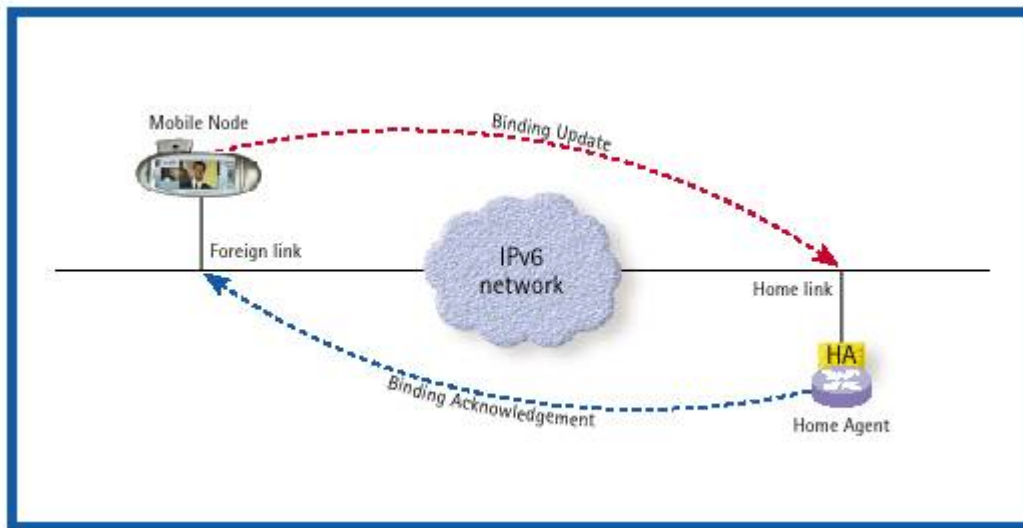 Mobile Node
Binding Update
Foreign link
IPv6
network
Home link
HA
Binding Acknowledgement
Home Agent